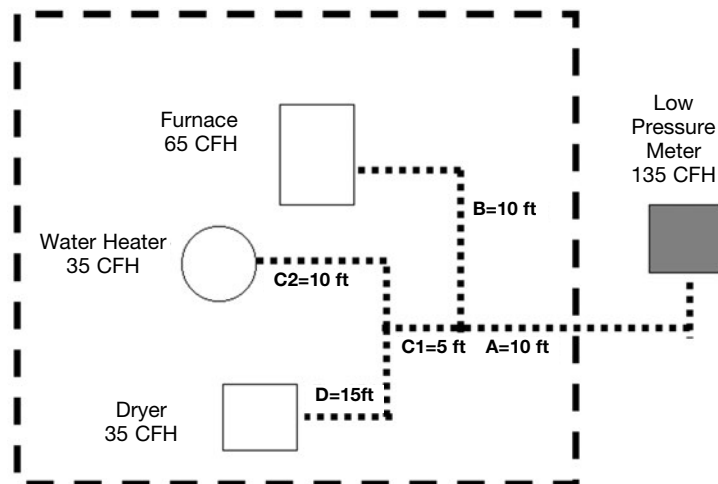 Furnace
65 CFH
Low
Pressure
Meter
135 CFH
B=10 ft
Water Heater
35 CFH
C2=10 ft
C1=5 ft
A=10 ft
D=15ft
Dryer
35 CFH